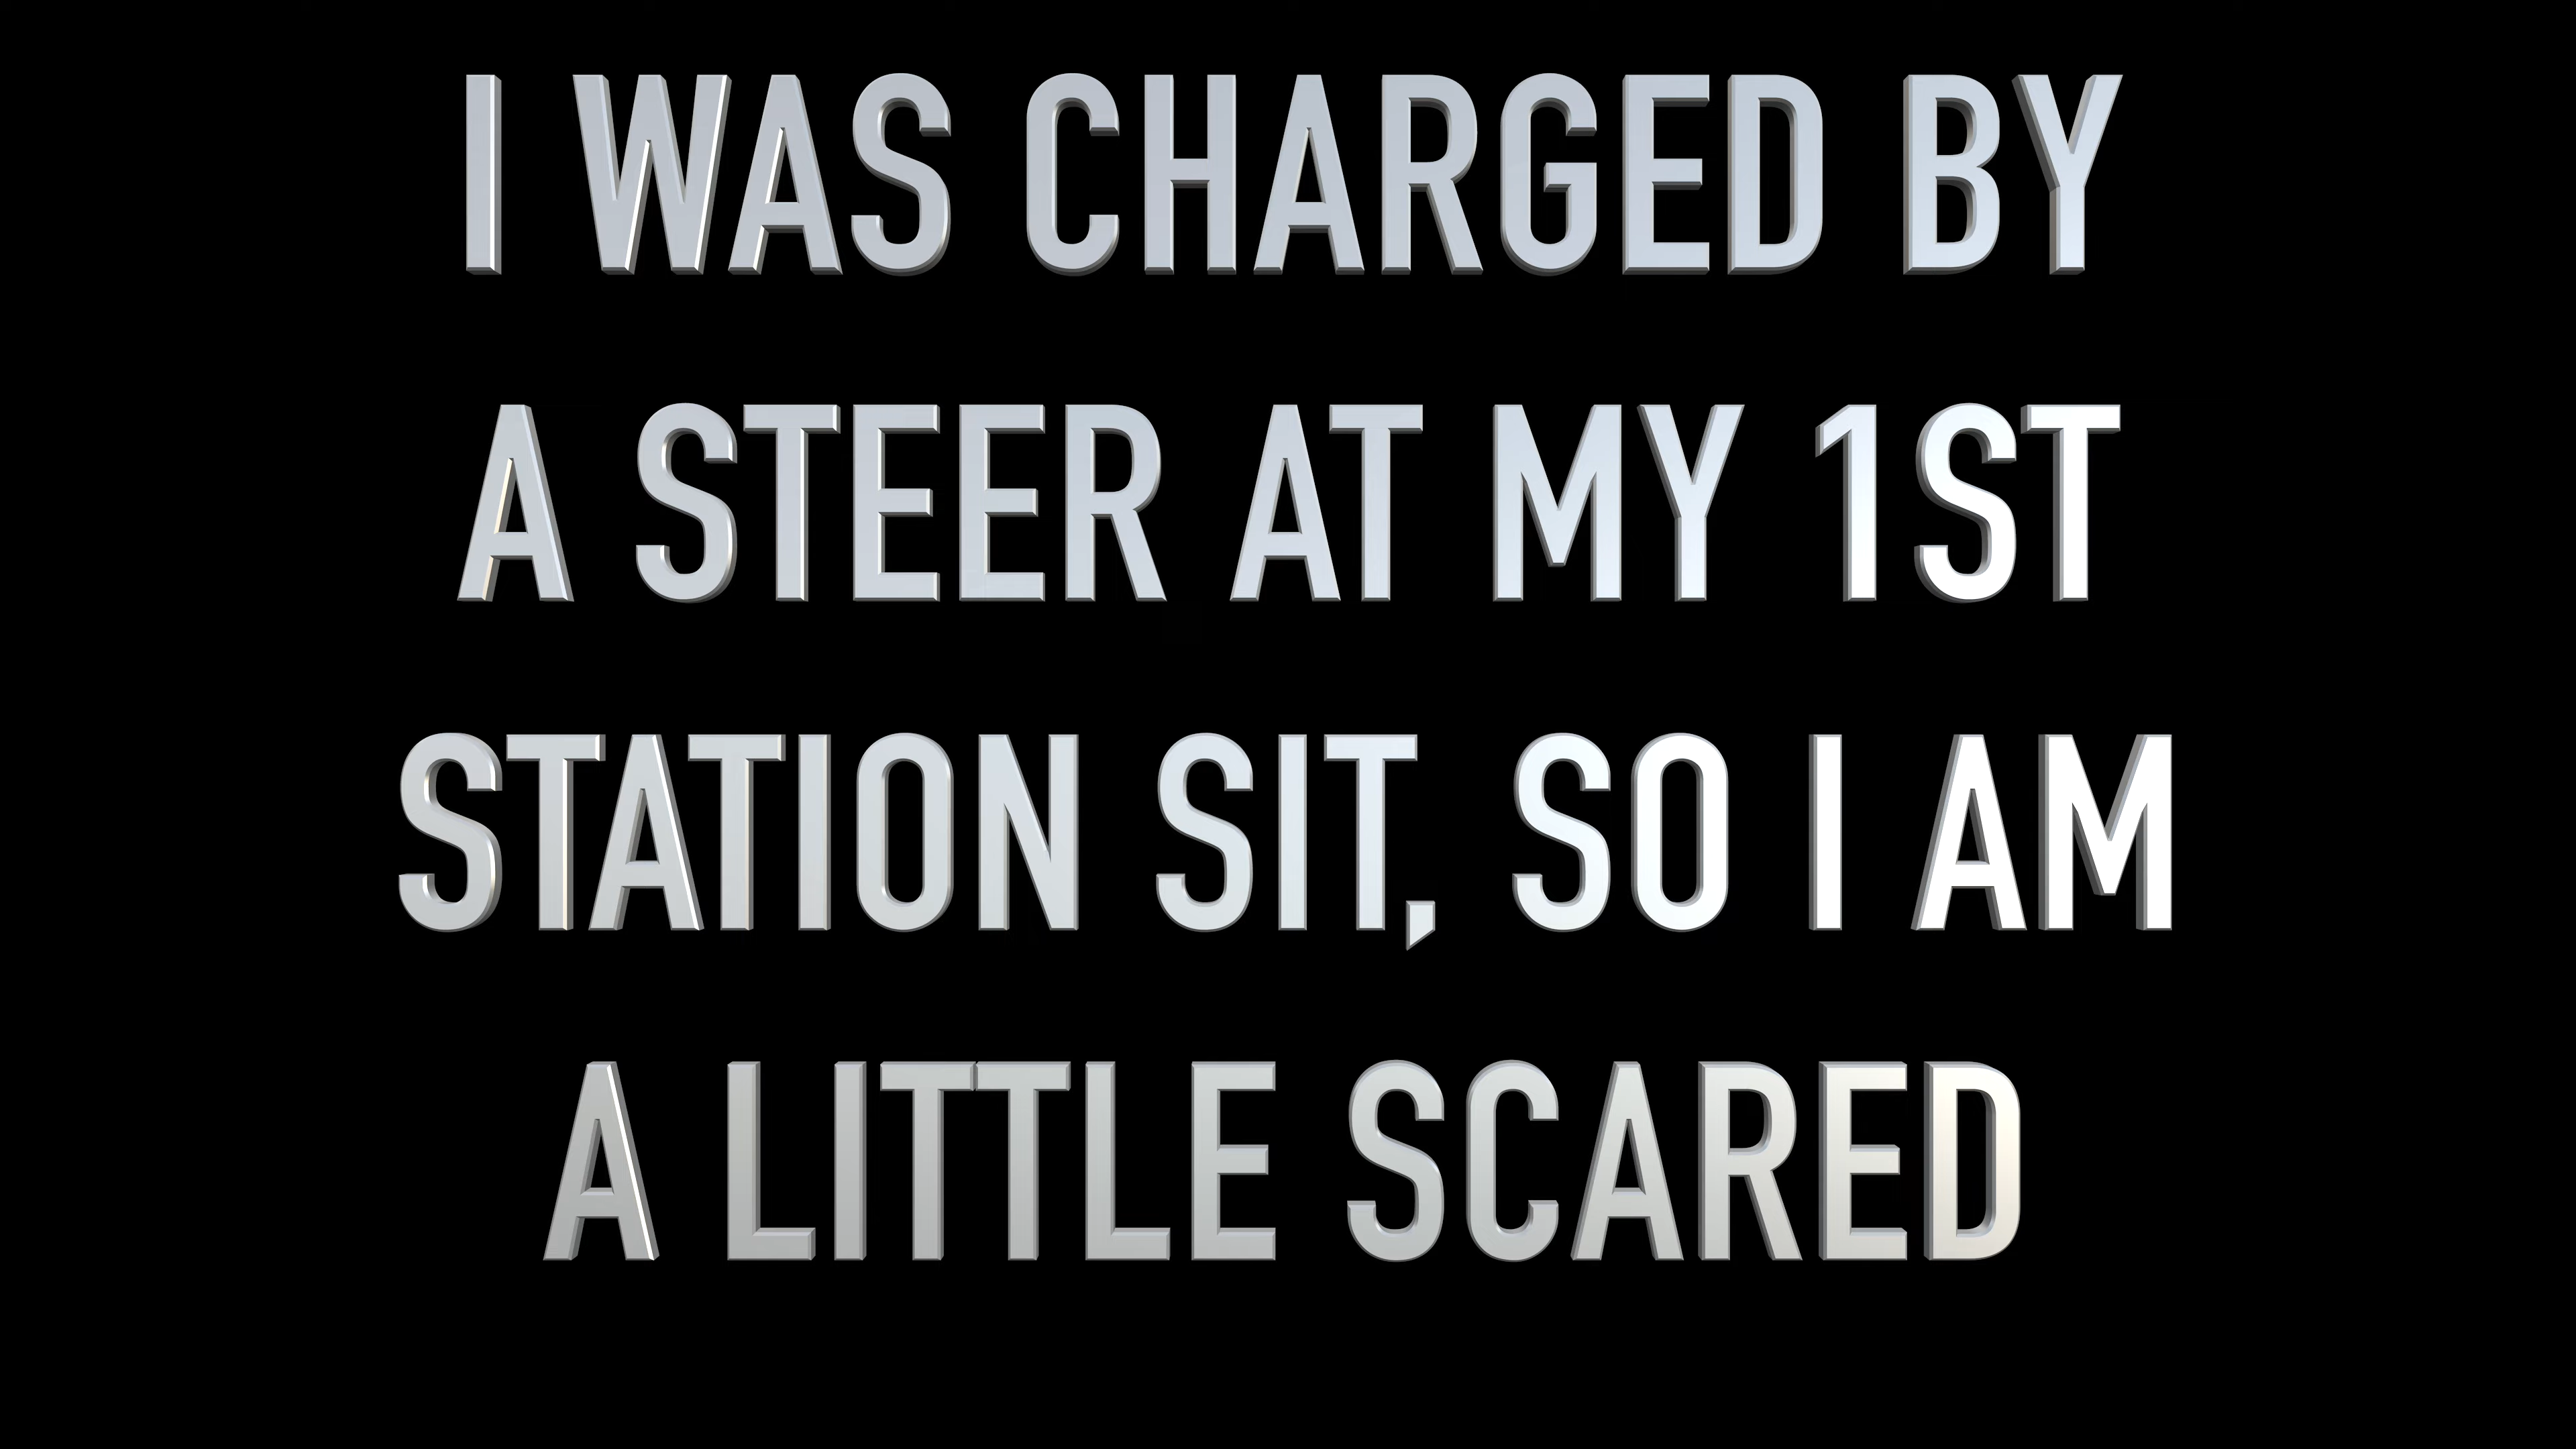 I WAS CHARGED BY
A STEER AT MY 1ST
STATION SIT, SO I AM
A LITTLE SCARED